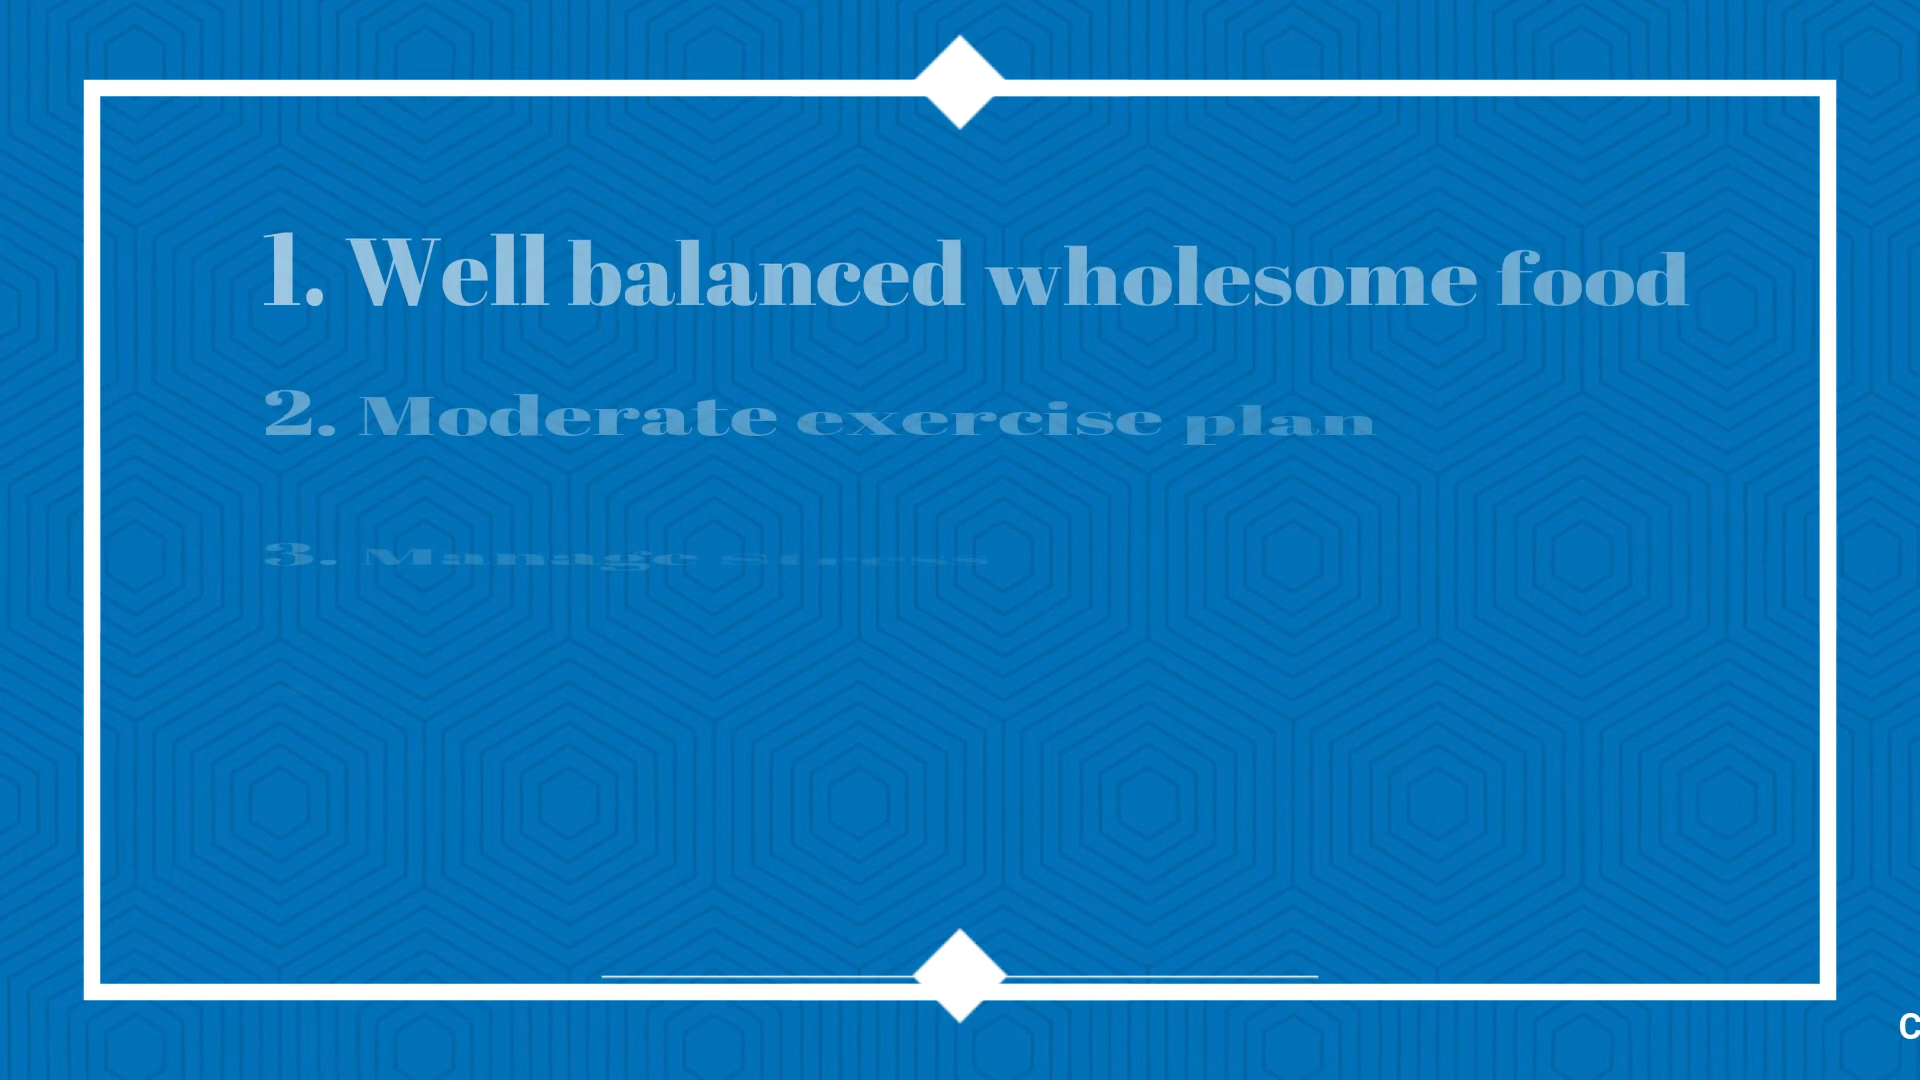 1. Well balanced wholesome food
2. Moderate exercise plan
3. Manage stress
C